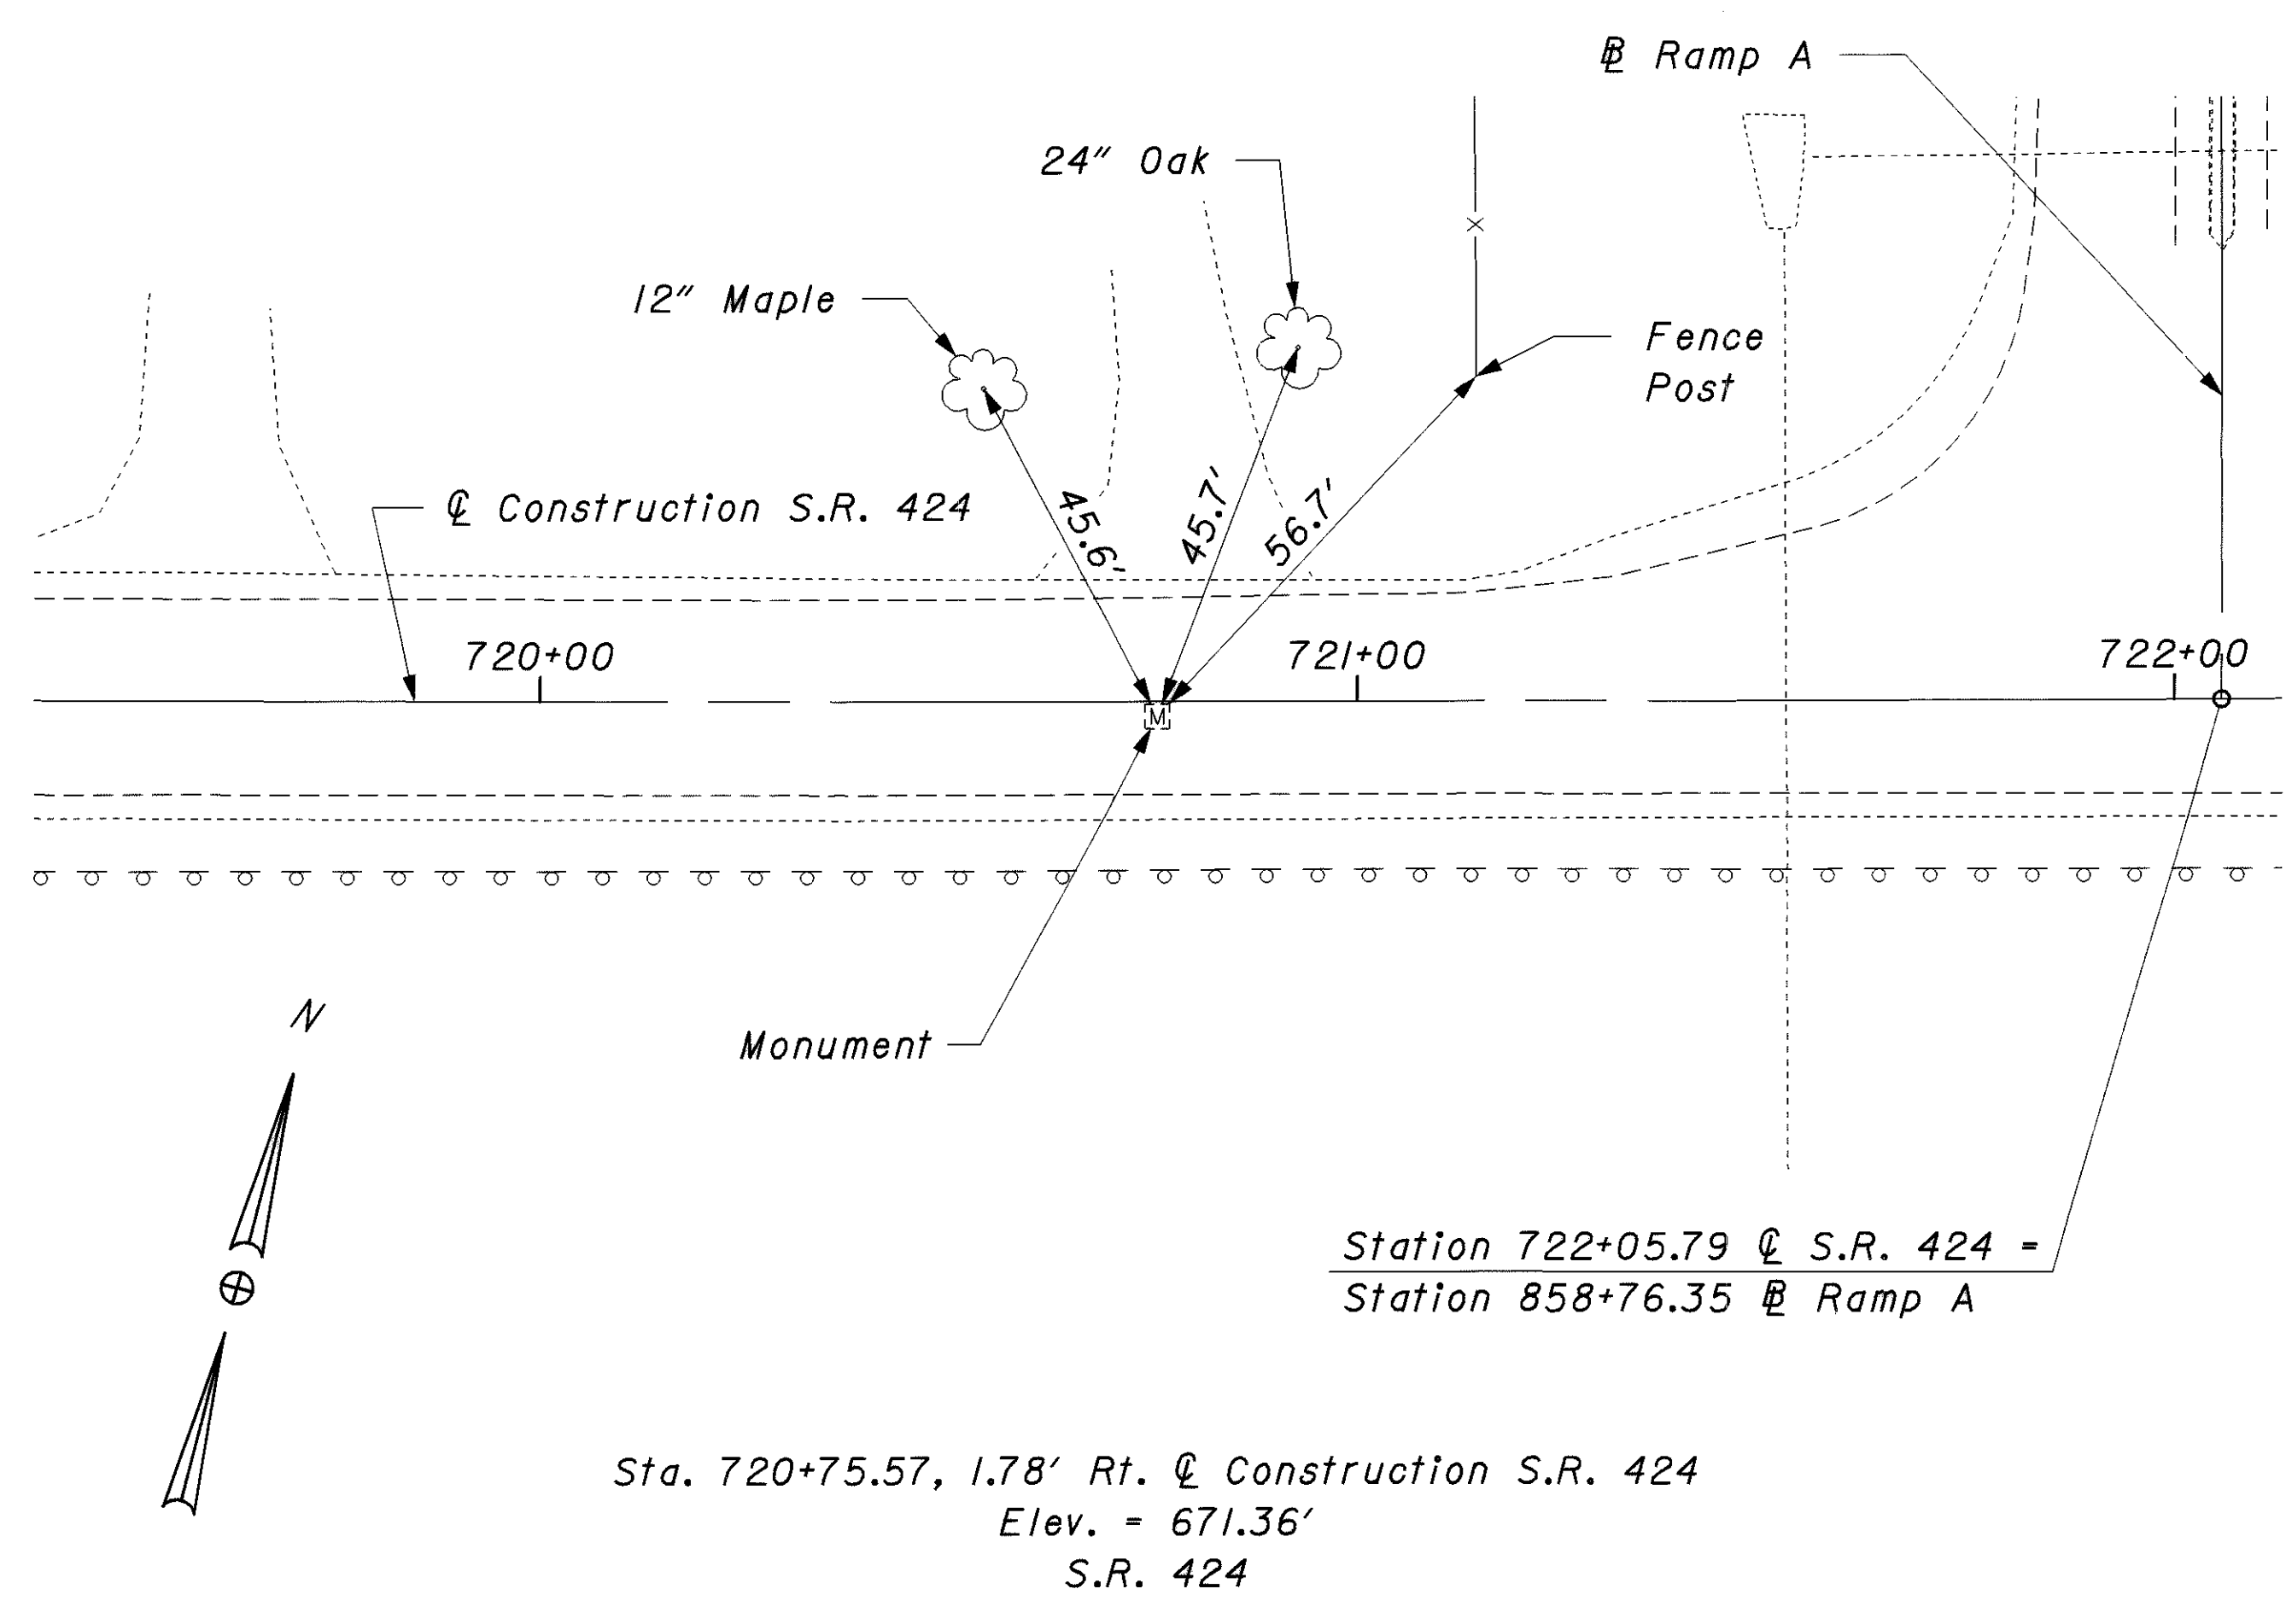 ⅊ Ramp A
24" Oak
12" Maple
Fence
Post
℄ Construction S.R. 424
45.6'
45.7'
56.7'
720+00
721+00
722+00
M
Monument
N
Station 722+05.79 ℄ S.R. 424 =
Station 858+76.35 ⅊ Ramp A
Sta. 720+75.57, 1.78' Rt. ℄ Construction S.R. 424
Elev. = 671.36'
S.R. 424